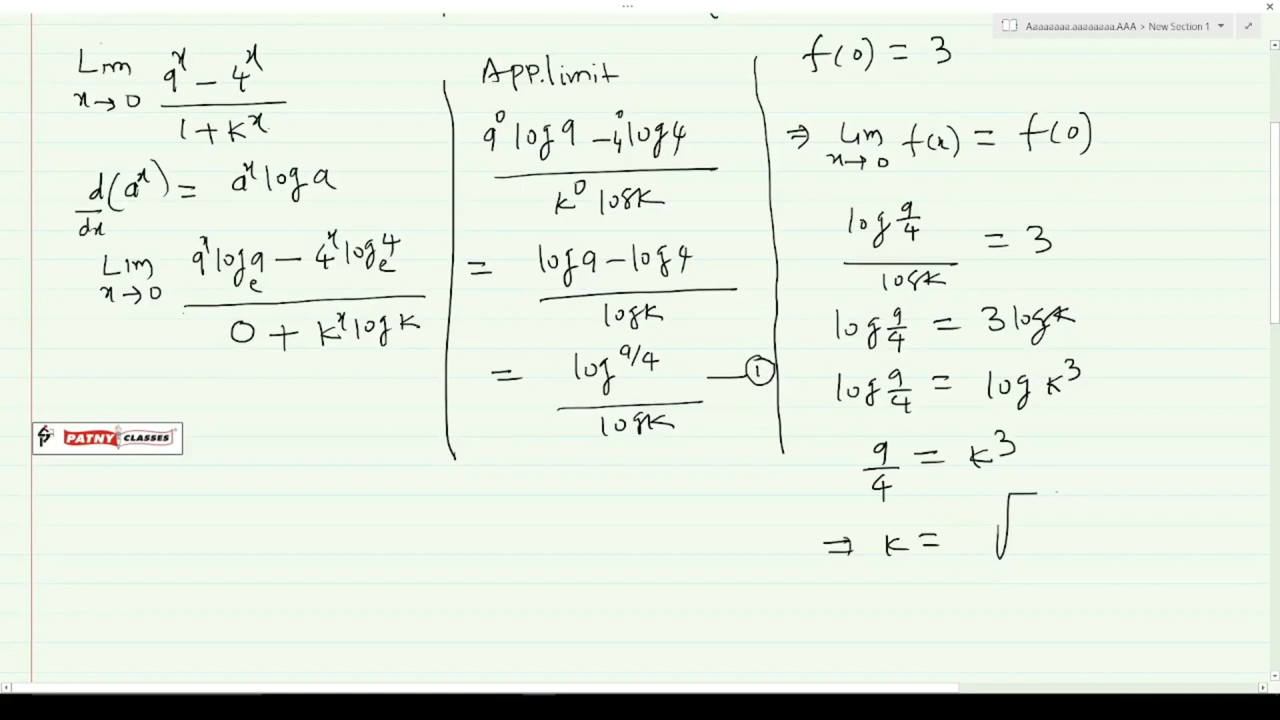 Aaaaaaaa.aaaaaaaa.AAA > New Section 1
Lim x→0 (9^x − 4^x) / (1 + k^x)
d/dx (a^x) = a^x log a
Lim x→0 (9^x log_e 9 − 4^x log_e 4) / (0 + k^x log k)
PATNY CLASSES
App.limit
(9^0 log 9 − 4^0 log 4) / (k^0 log k)
= (log 9 − log 4) / (log k)
= (log 9/4) / (log k) — ①
f(0) = 3
⇒ Lim x→0 f(x) = f(0)
(log 9/4) / (log k) = 3
log 9/4 = 3 log k
log 9/4 = log k^3
9/4 = k^3
⇒ k = √